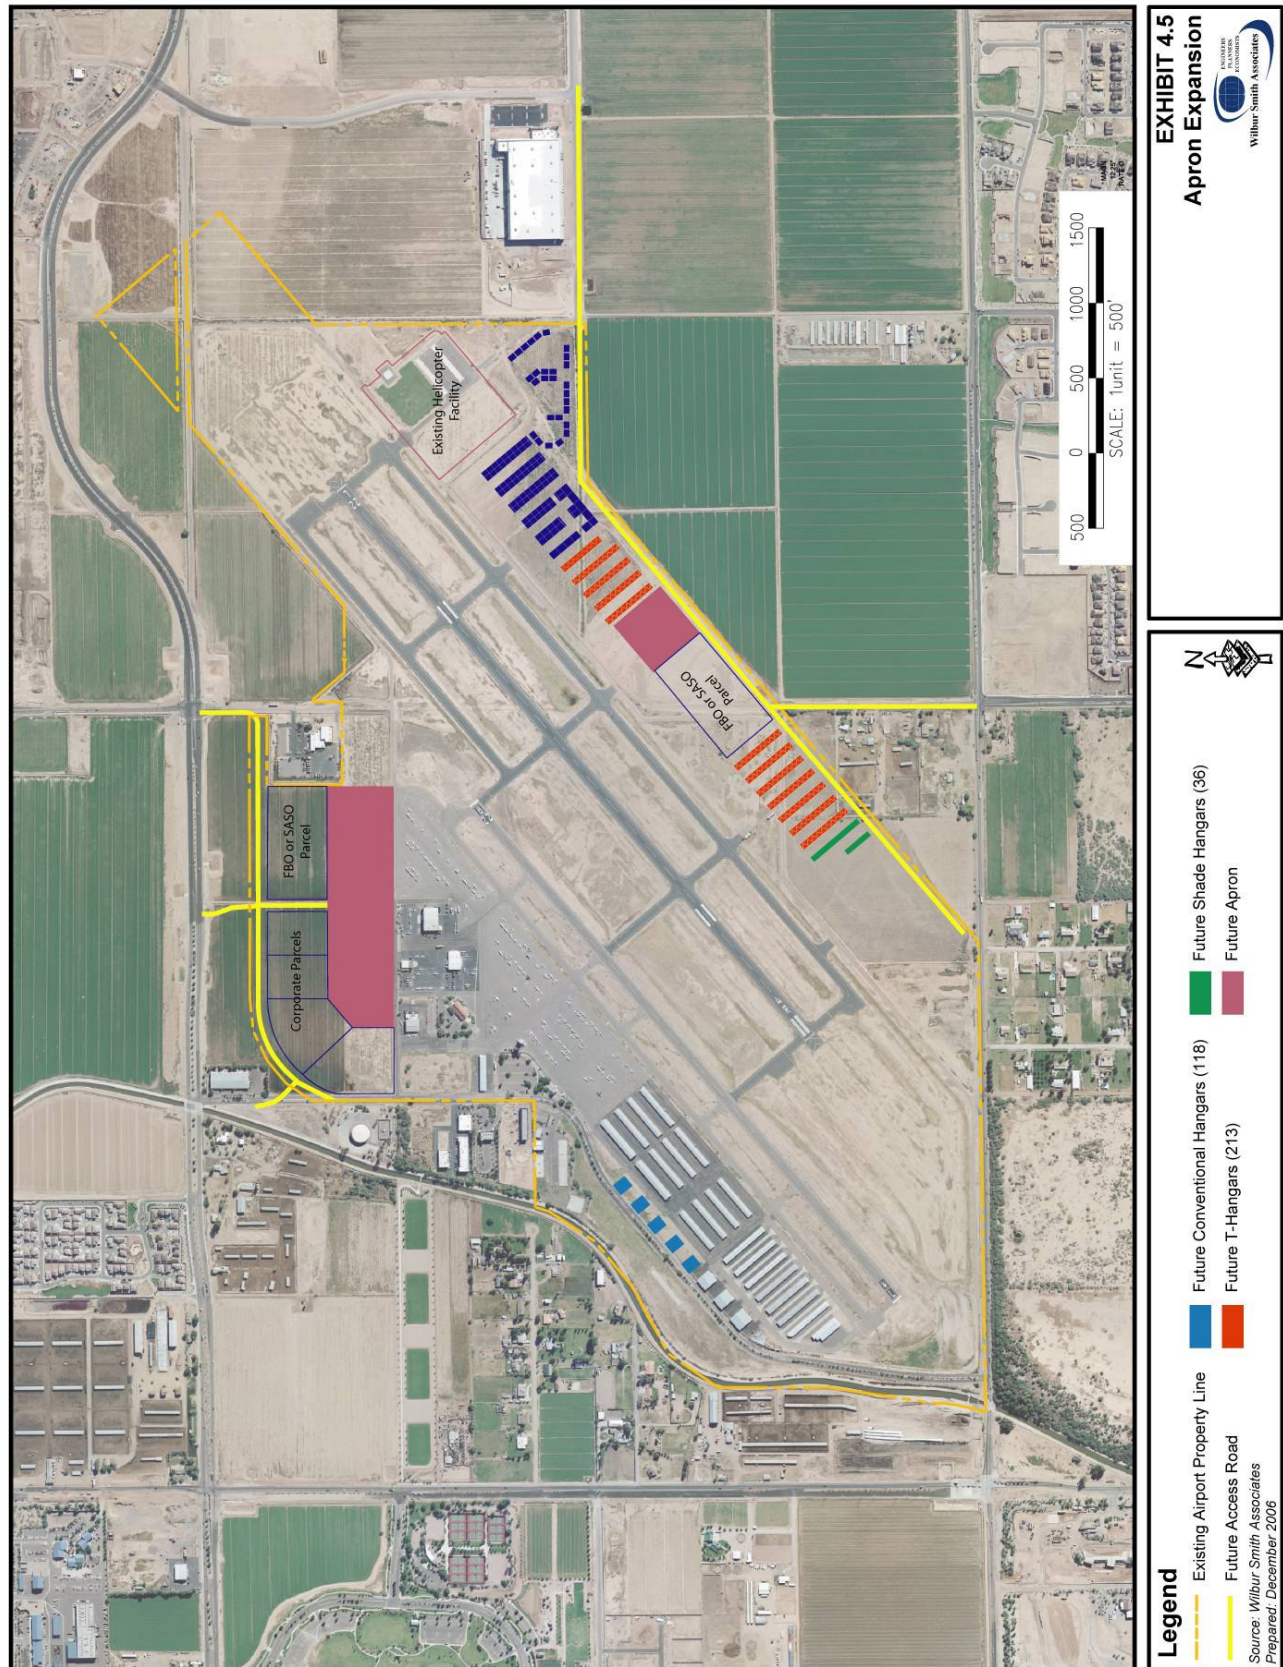 EXHIBIT 4.5
Apron Expansion
ENGINEERS
PLANNERS
ECONOMISTS
Wilbur Smith Associates
Existing Helicopter
Facility
FBO or SASO
Parcel
FBO or SASO
Parcel
Corporate Parcels
500 0 500 1000 1500
SCALE: 1unit = 500'
N
Legend
Existing Airport Property Line
Future Access Road
Future Conventional Hangars (118)
Future T-Hangars (213)
Future Shade Hangars (36)
Future Apron
Source: Wilbur Smith Associates
Prepared: December 2006